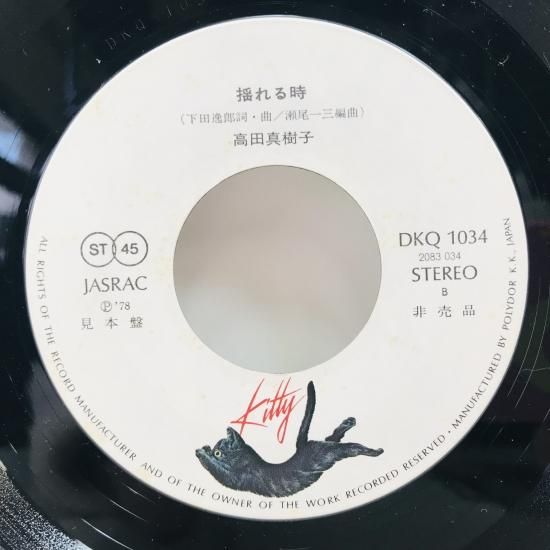 DKQ 10
揺れる時
(下田逸郎詞・曲／瀬尾一三編曲)
高田真樹子
ST 45
JASRAC
Ⓟ'78
見本盤
DKQ 1034
2083 034
STEREO
B
非売品
Kitty
ALL RIGHTS OF THE RECORD MANUFACTURER AND OF THE OWNER OF THE WORK RECORDED RESERVED • MANUFACTURED BY POLYDOR K.K., JAPAN